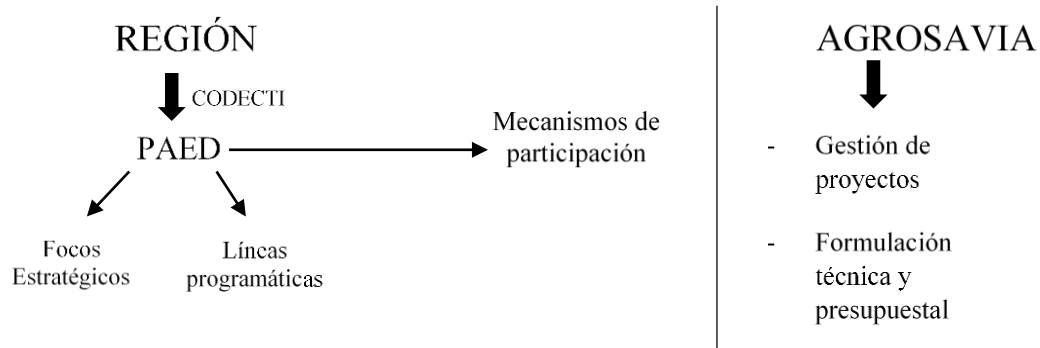 REGIÓN
CODECTI
PAED
Mecanismos de
participación
Focos
Estratégicos
Líneas
programáticas
AGROSAVIA
- Gestión de
proyectos
- Formulación
técnica y
presupuestal